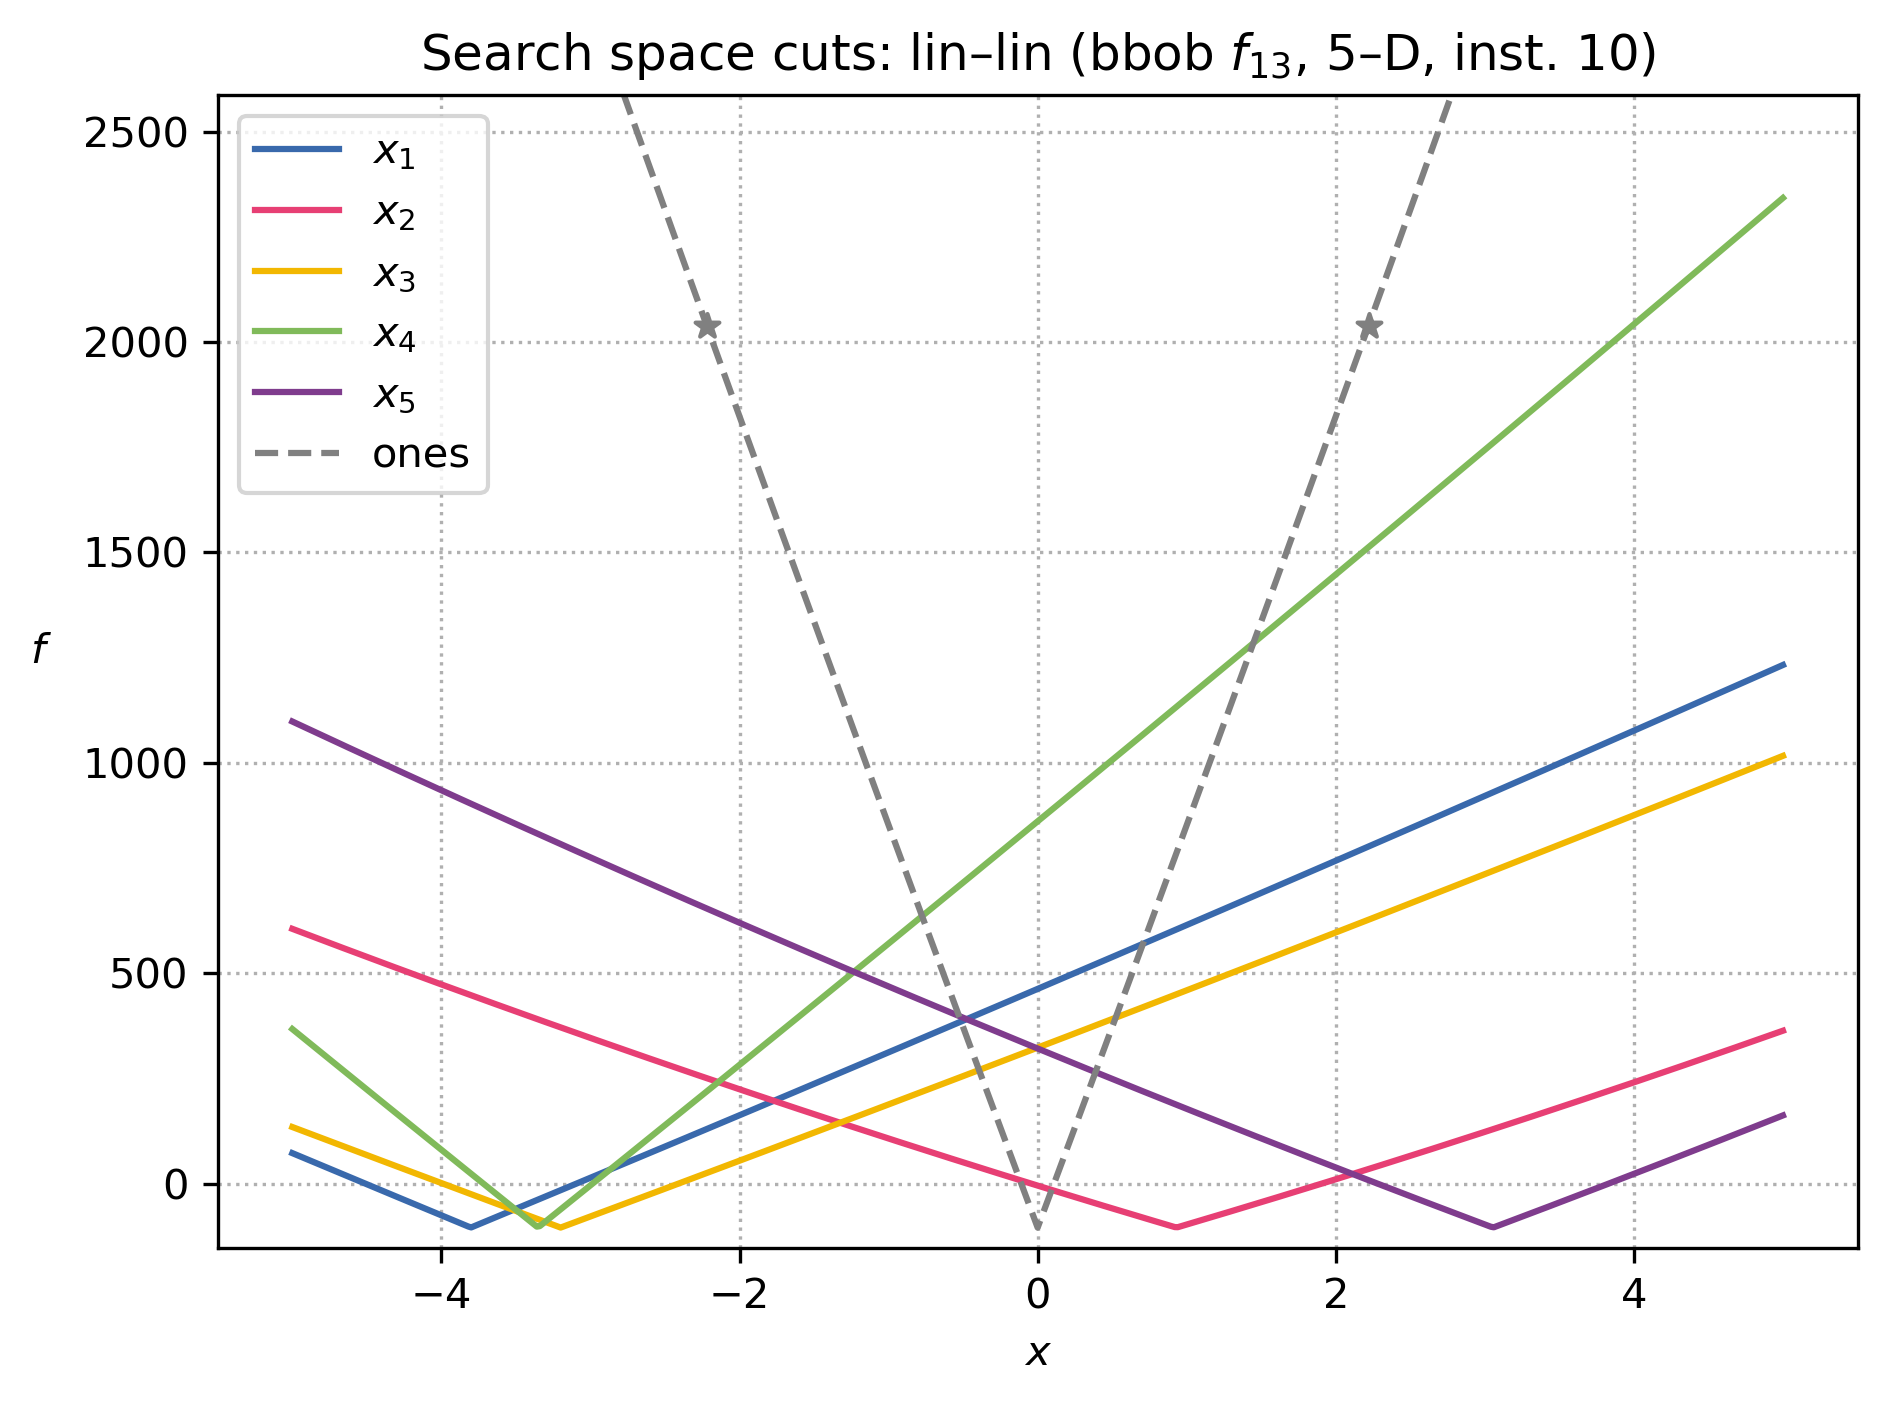 Search space cuts: lin–lin (bbob f₁₃, 5–D, inst. 10)
2500
2000
1500
1000
500
0
f
x₁
x₂
x₃
x₄
x₅
ones
−4
−2
0
2
4
x